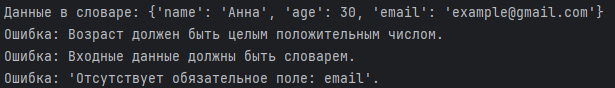 Данные в словаре: {'name': 'Анна', 'age': 30, 'email': 'example@gmail.com'}
Ошибка: Возраст должен быть целым положительным числом.
Ошибка: Входные данные должны быть словарем.
Ошибка: 'Отсутствует обязательное поле: email'.